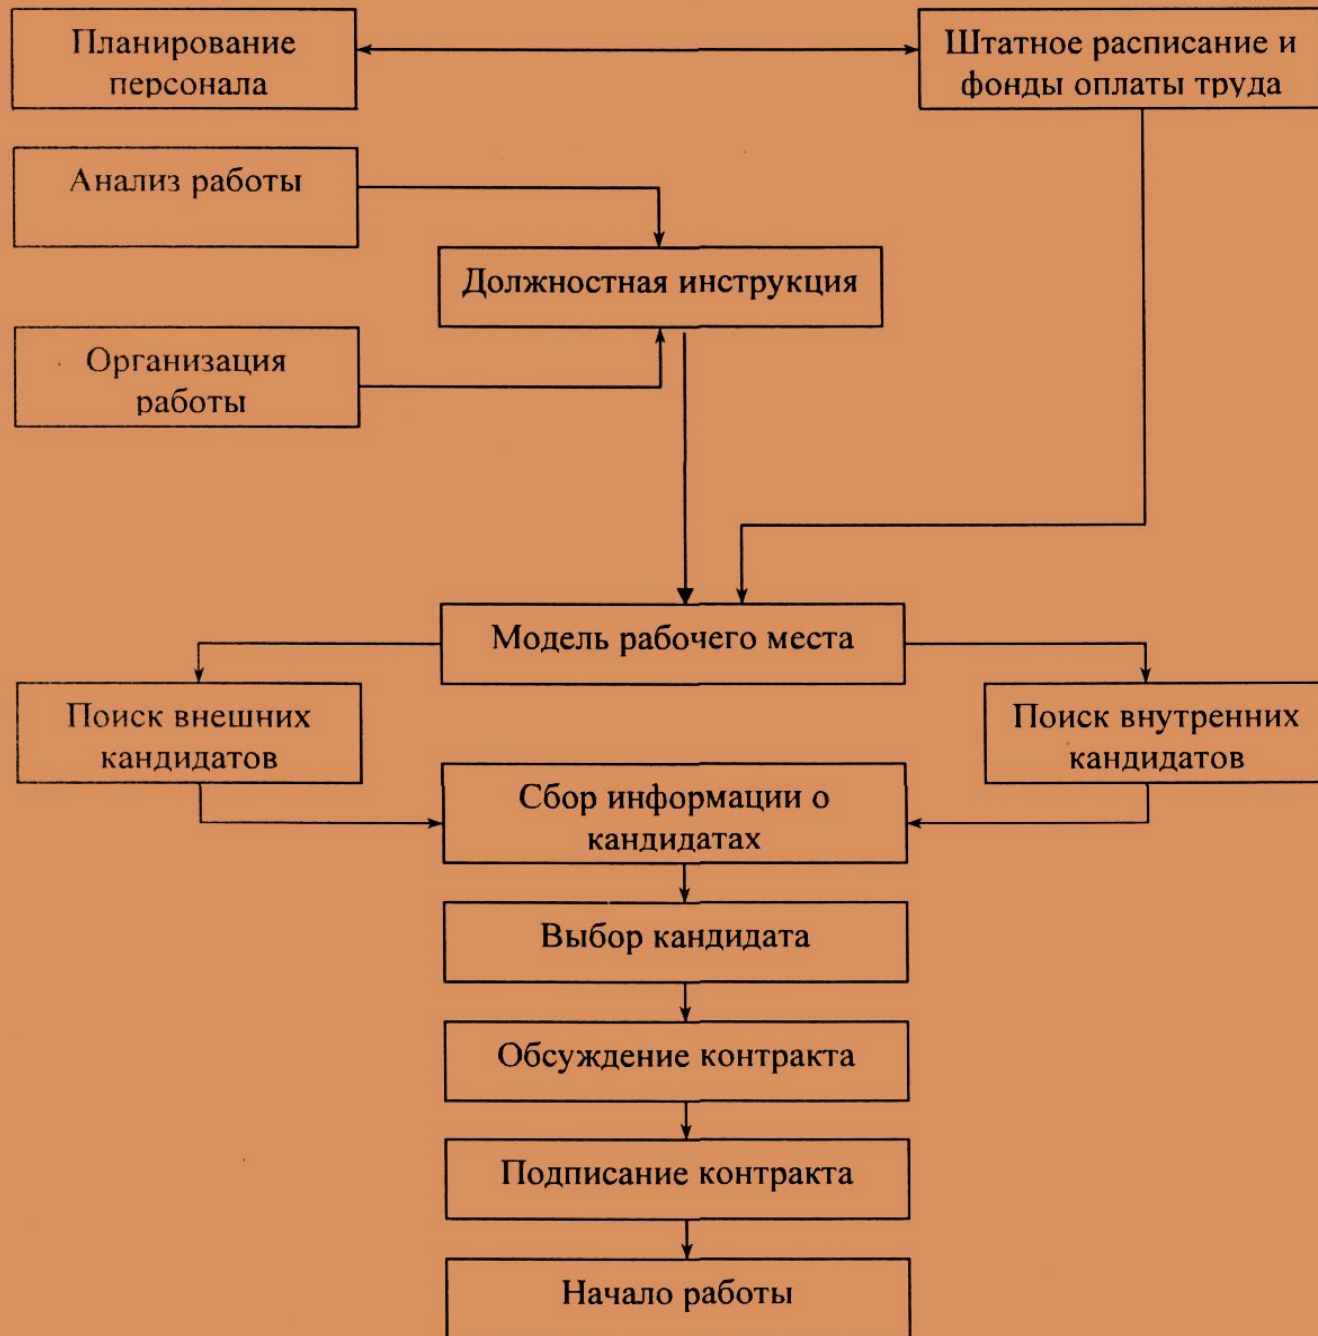 Планирование
персонала
Штатное расписание и
фонды оплаты труда
Анализ работы
Должностная инструкция
Организация
работы
Модель рабочего места
Поиск внешних
кандидатов
Поиск внутренних
кандидатов
Сбор информации о
кандидатах
Выбор кандидата
Обсуждение контракта
Подписание контракта
Начало работы